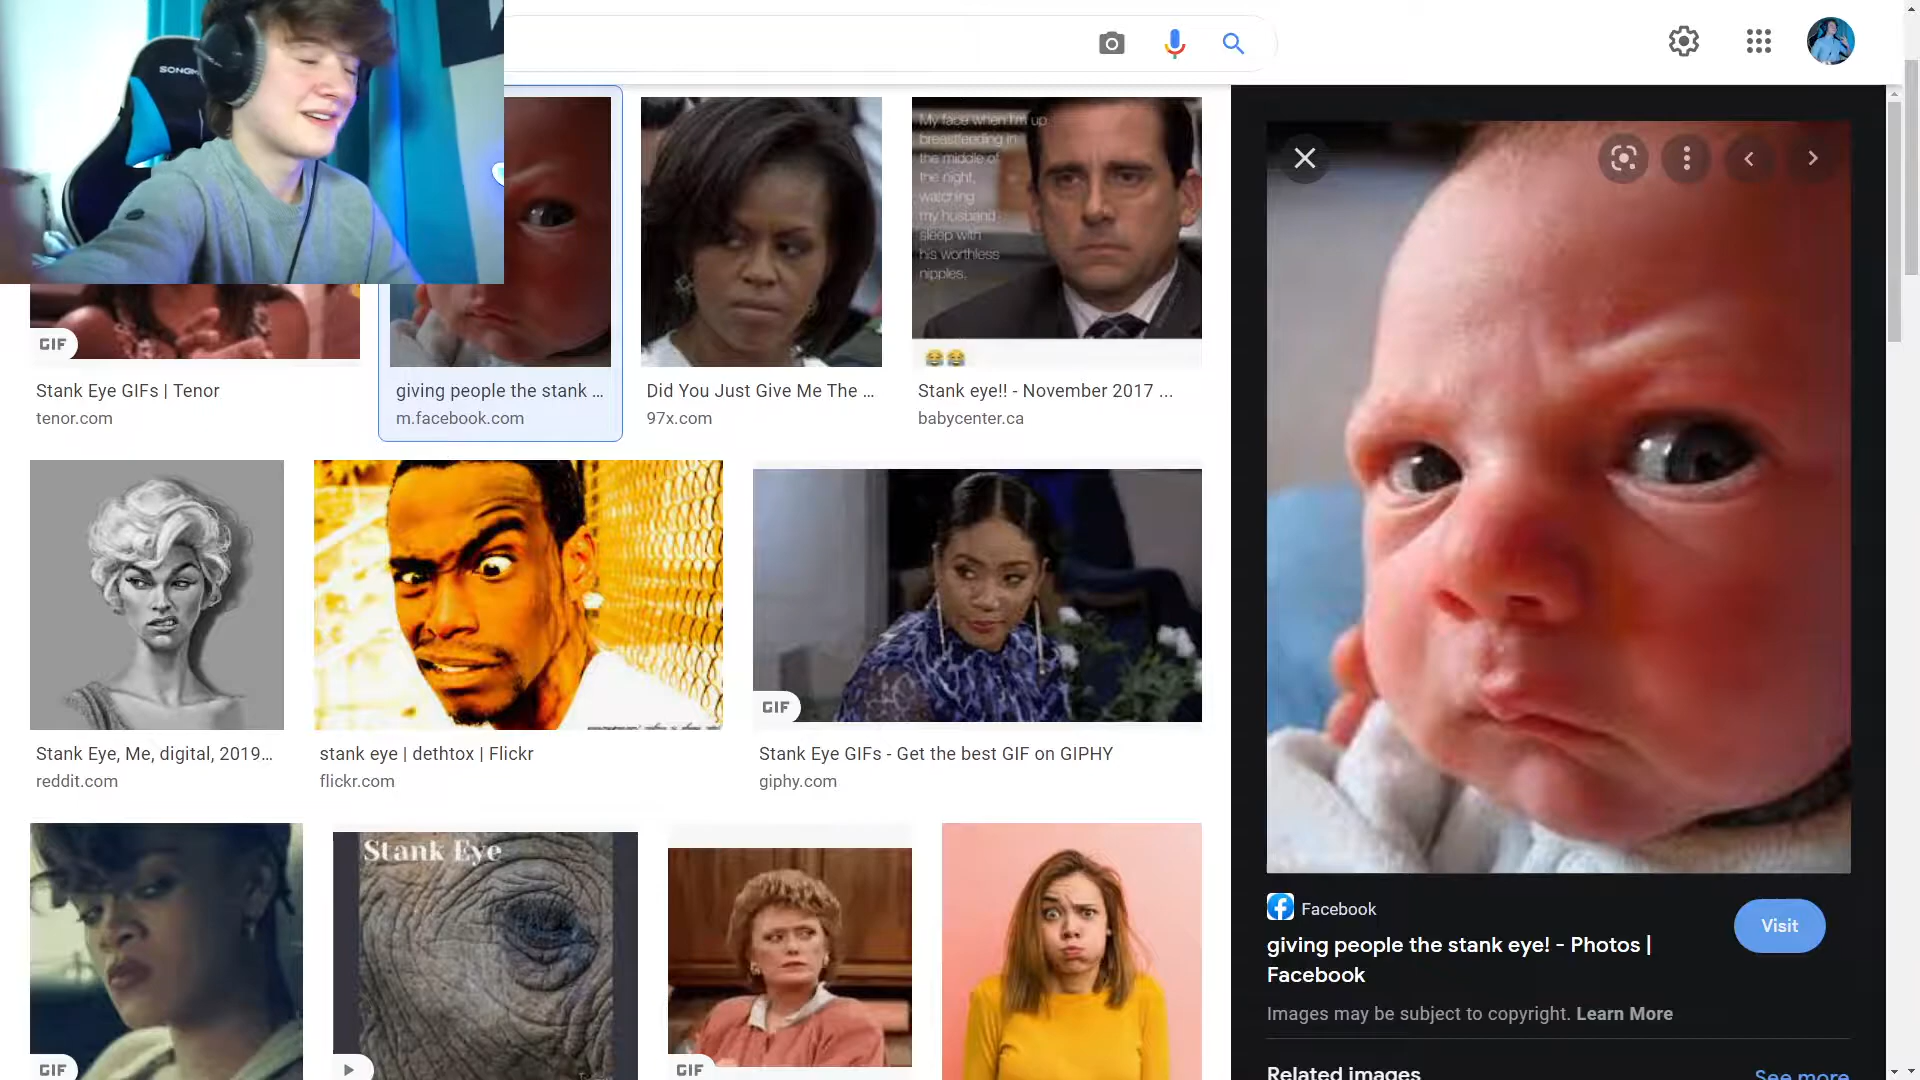 My face when I'm up
breastfeeding in
the middle of
the night,
watching
my husband
sleep with
his worthless
nipples.
GIF
Stank Eye GIFs | Tenor
tenor.com
giving people the stank ...
m.facebook.com
Did You Just Give Me The ...
97x.com
Stank eye!! - November 2017 ...
babycenter.ca
Stank Eye, Me, digital, 2019...
reddit.com
stank eye | dethtox | Flickr
flickr.com
GIF
Stank Eye GIFs - Get the best GIF on GIPHY
giphy.com
GIF
Stank Eye
GIF
Facebook
Visit
giving people the stank eye! - Photos |
Facebook
Images may be subject to copyright. Learn More
Related images
See more